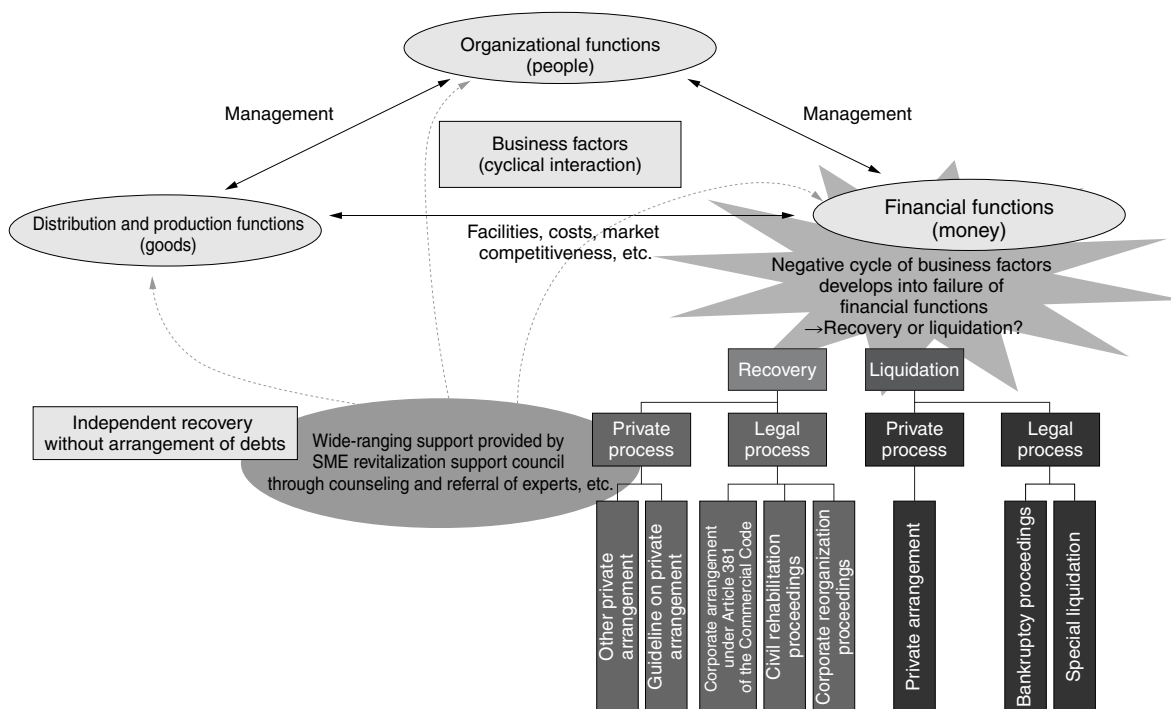 Organizational functions
(people)
Management
Management
Business factors
(cyclical interaction)
Distribution and production functions
(goods)
Financial functions
(money)
Facilities, costs, market
competitiveness, etc.
Negative cycle of business factors
develops into failure of
financial functions
→Recovery or liquidation?
Recovery
Liquidation
Independent recovery
without arrangement of debts
Wide-ranging support provided by
SME revitalization support council
through counseling and referral of experts, etc.
Private
process
Legal
process
Private
process
Legal
process
Other private
arrangement
Guideline on private
arrangement
Corporate arrangement
under Article 381
of the Commercial Code
Civil rehabilitation
proceedings
Corporate reorganization
proceedings
Private arrangement
Bankruptcy proceedings
Special liquidation